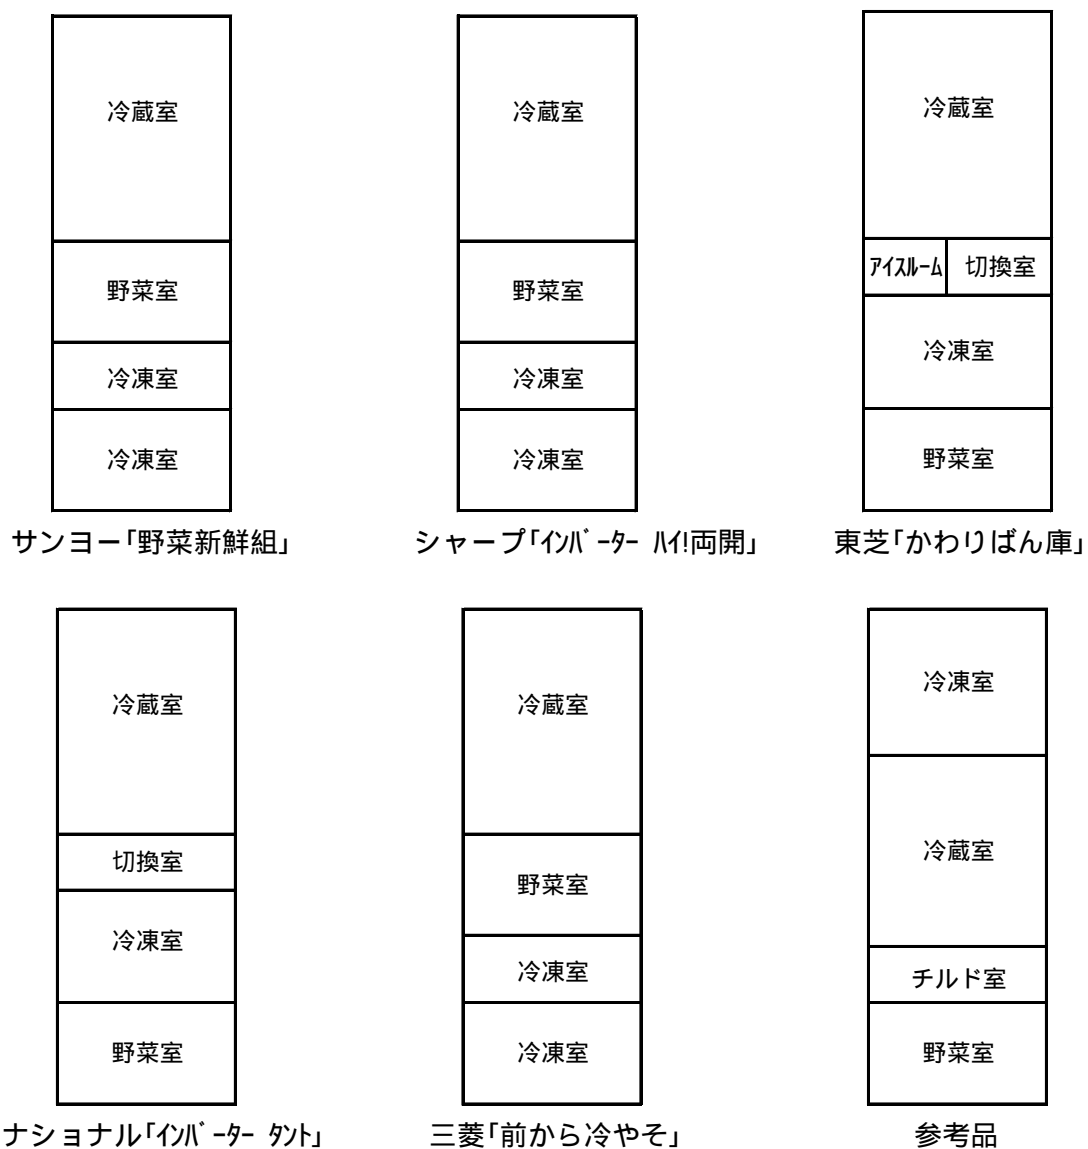 冷蔵室
野菜室
冷凍室
冷凍室
サンヨー「野菜新鮮組」
冷蔵室
野菜室
冷凍室
冷凍室
シャープ「ｲﾝﾊﾞｰﾀｰ ﾊｲ!両開」
冷蔵室
ｱｲｽﾙｰﾑ 切換室
冷凍室
野菜室
東芝「かわりばん庫」
冷蔵室
切換室
冷凍室
野菜室
ナショナル「ｲﾝﾊﾞｰﾀｰ ﾀﾝﾄ」
冷蔵室
野菜室
冷凍室
冷凍室
三菱「前から冷やそ」
冷凍室
冷蔵室
チルド室
野菜室
参考品